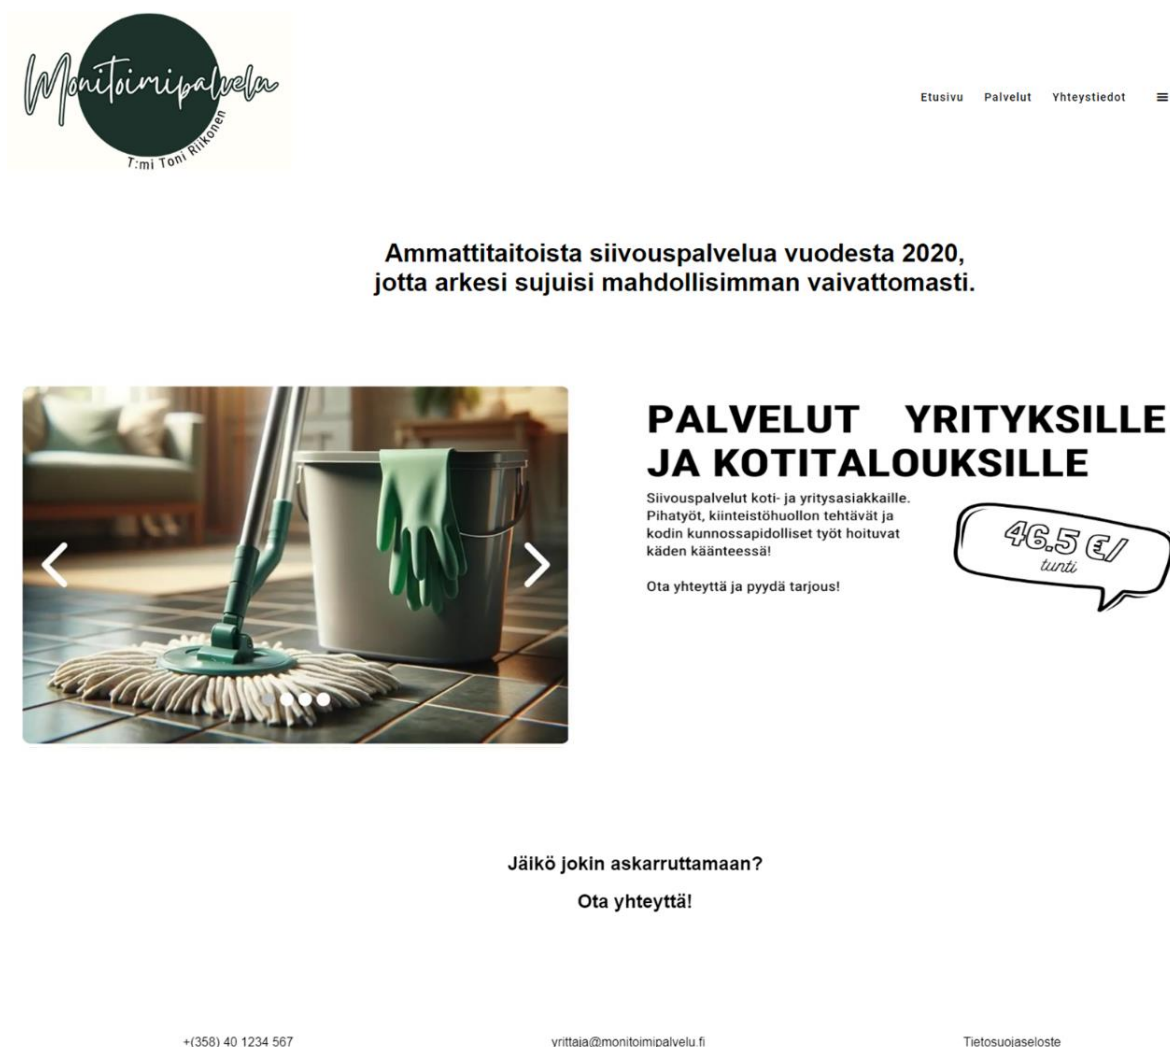 Monitoimipalvelu
T:mi Toni Riikonen
Etusivu Palvelut Yhteystiedot
Ammattitaitoista siivouspalvelua vuodesta 2020,
jotta arkesi sujuisi mahdollisimman vaivattomasti.
PALVELUT YRITYKSILLE
JA KOTITALOUKSILLE
Siivouspalvelut koti- ja yritysasiakkaille.
Pihatyöt, kiinteistöhuollon tehtävät ja
kodin kunnossapidolliset työt hoituvat
käden käänteessä!
Ota yhteyttä ja pyydä tarjous!
46.5 €/
tunti
Jäikö jokin askarruttamaan?
Ota yhteyttä!
+(358) 40 1234 567 yrittaja@monitoimipalvelu.fi Tietosuojaseloste